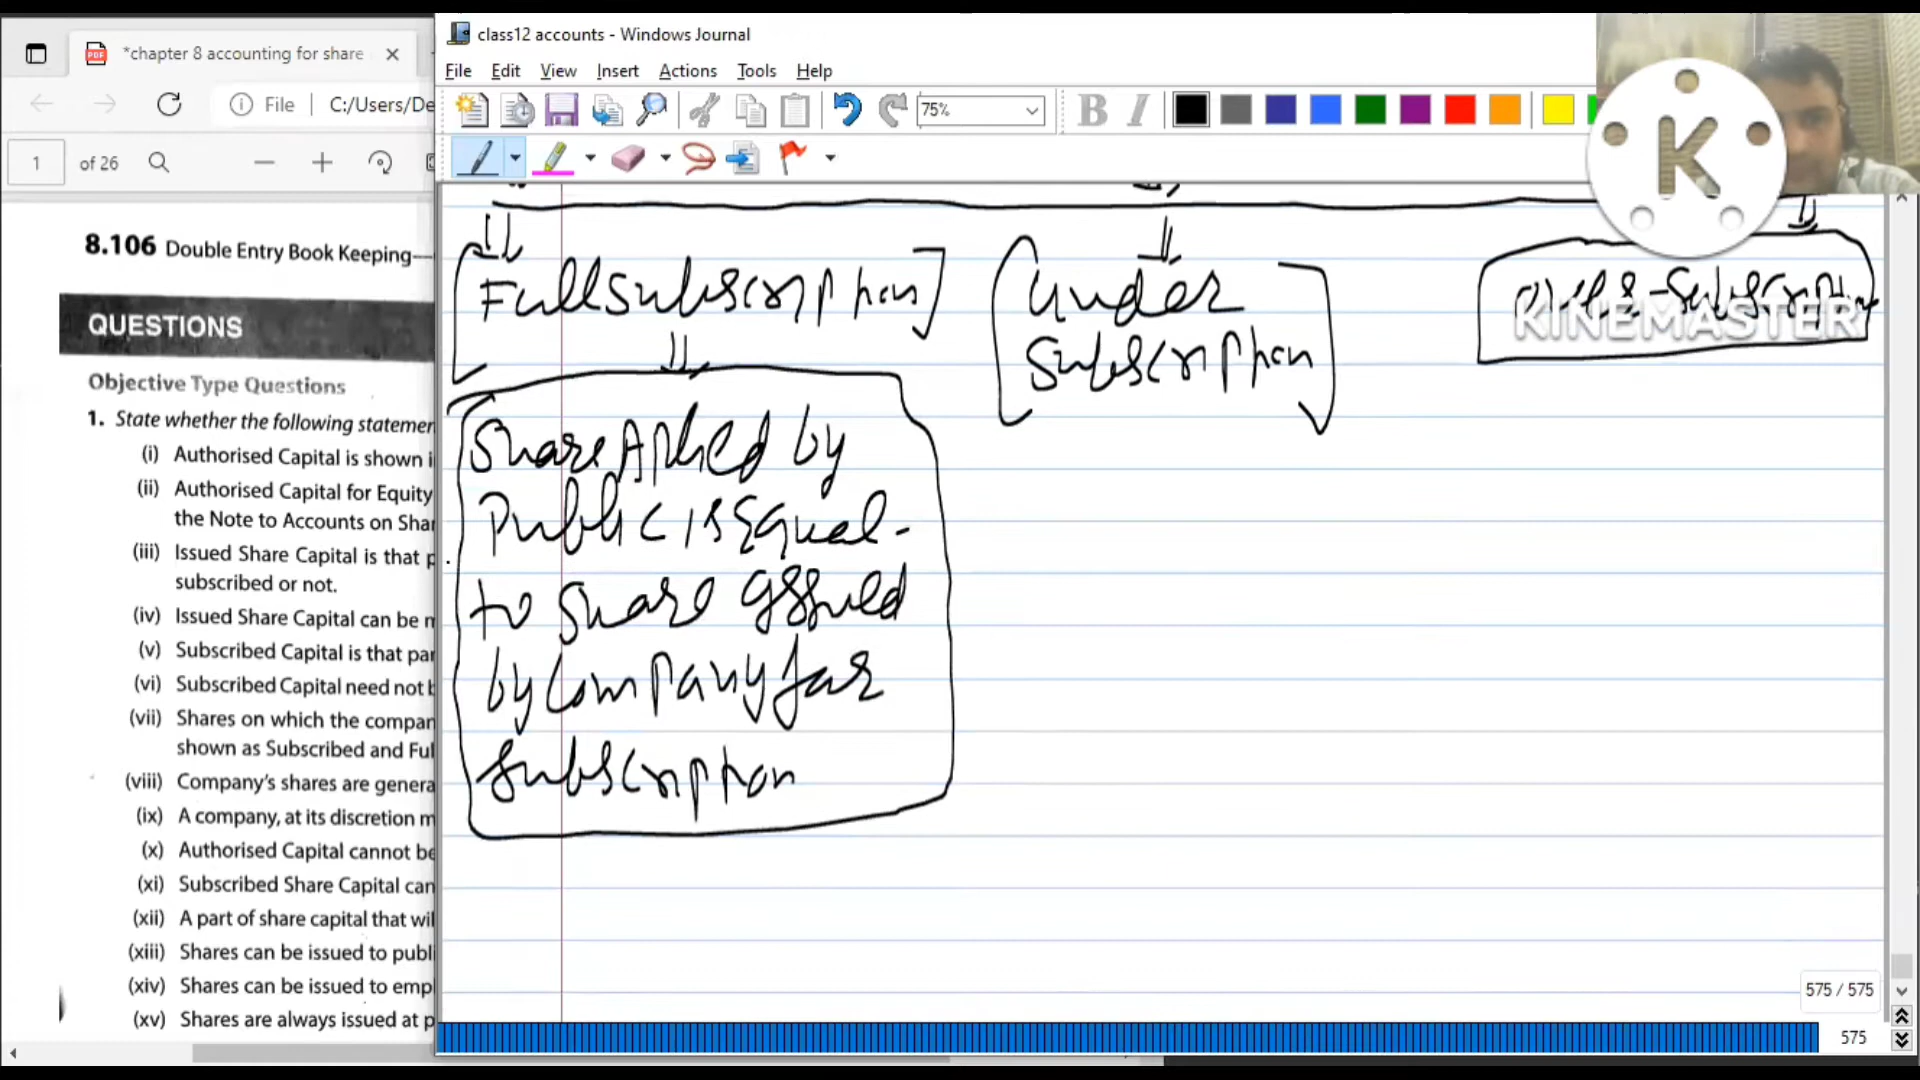 class12 accounts - Windows Journal
*chapter 8 accounting for share
File Edit View Insert Actions Tools Help
File C:/Users/De
75%
B I
1 of 26
K
KINEMASTER
8.106 Double Entry Book Keeping—
QUESTIONS
Objective Type Questions
1. State whether the following statemen
(i) Authorised Capital is shown i
(ii) Authorised Capital for Equity
the Note to Accounts on Shar
(iii) Issued Share Capital is that p
subscribed or not.
(iv) Issued Share Capital can be m
(v) Subscribed Capital is that par
(vi) Subscribed Capital need not b
(vii) Shares on which the compan
shown as Subscribed and Ful
(viii) Company's shares are genera
(ix) A company, at its discretion m
(x) Authorised Capital cannot be
(xi) Subscribed Share Capital can
(xii) A part of share capital that wil
(xiii) Shares can be issued to publi
(xiv) Shares can be issued to empl
(xv) Shares are always issued at p
Full subscription
Under
Subscription
Over-Subscription
Share Applied by
Public is Equal
to share issued
by company for
subscription
575 / 575
575